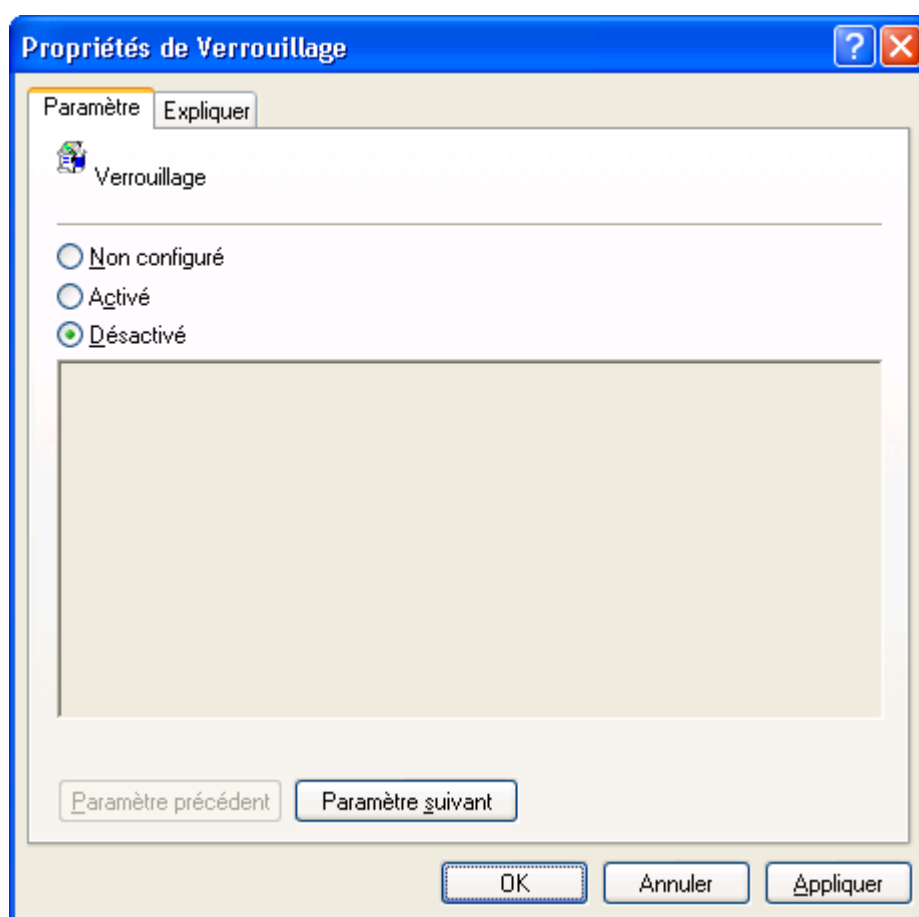 Propriétés de Verrouillage
Paramètre Expliquer
Verrouillage
Non configuré
Activé
Désactivé
Paramètre précédent Paramètre suivant
OK Annuler Appliquer